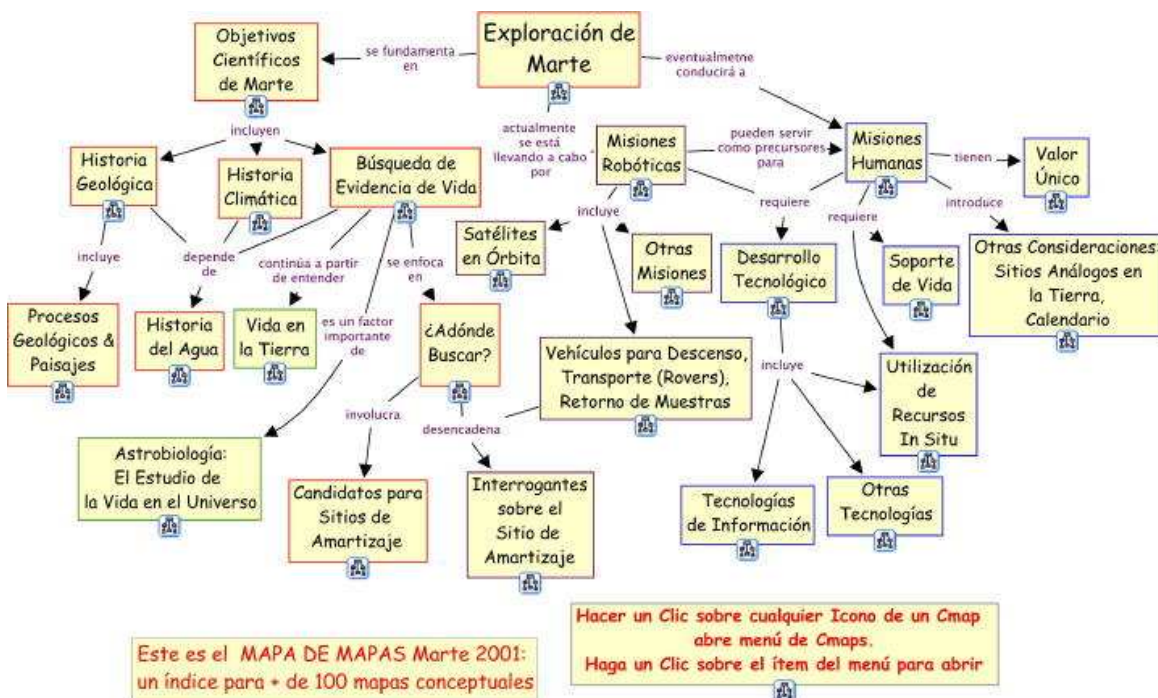 Exploración de
Marte
Objetivos
Científicos
de Marte
se fundamenta
en
eventualmetne
conducirá a
incluyen
actualmente
se está
llevando a cabo
por
Misiones
Robóticas
pueden servir
como precursores
para
Misiones
Humanas
tienen
Valor
Único
Historia
Geológica
Historia
Climática
Búsqueda de
Evidencia de Vida
incluye
requiere
requiere
introduce
incluye
depende
de
continúa a partir
de entender
se enfoca
en
Satélites
en Órbita
Otras
Misiones
Desarrollo
Tecnológico
Soporte
de Vida
Otras Consideraciones:
Sitios Análogos en
la Tierra,
Calendario
Procesos
Geológicos &
Paisajes
Historia
del Agua
Vida en
la Tierra
es un factor
importante
de
¿Adónde
Buscar?
Vehículos para Descenso,
Transporte (Rovers),
Retorno de Muestras
incluye
Utilización
de
Recursos
In Situ
involucra
desencadena
Astrobiología:
El Estudio de
la Vida en el Universo
Candidatos para
Sitios de
Amartizaje
Interrogantes
sobre el
Sitio de
Amartizaje
Tecnologías
de Información
Otras
Tecnologías
Este es el MAPA DE MAPAS Marte 2001:
un índice para + de 100 mapas conceptuales
Hacer un Clic sobre cualquier Icono de un Cmap
abre menú de Cmaps.
Haga un Clic sobre el ítem del menú para abrir